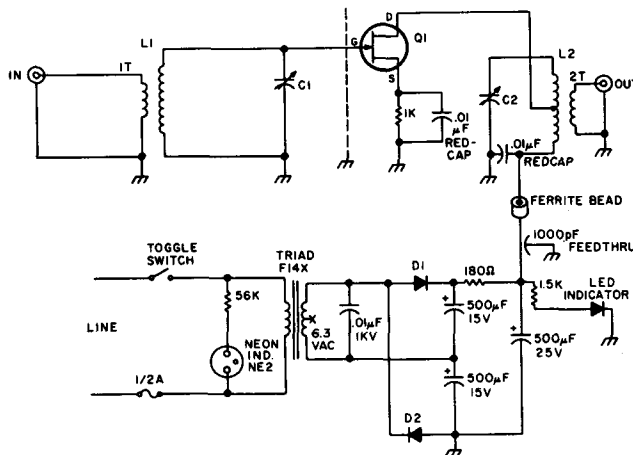 IN
1T
L1
C1
G
D
Q1
S
1K
.01
µF
RED-
CAP
C2
L2
2T
OUT
.01µF
REDCAP
FERRITE BEAD
1000pF
FEEDTHRU
TOGGLE
SWITCH
LINE
1/2A
56K
NEON
IND.
NE2
TRIAD
F14X
6.3
VAC
.01µF
1KV
D1
180Ω
500µF
15V
500µF
15V
D2
1.5K
LED
INDICATOR
500µF
25V